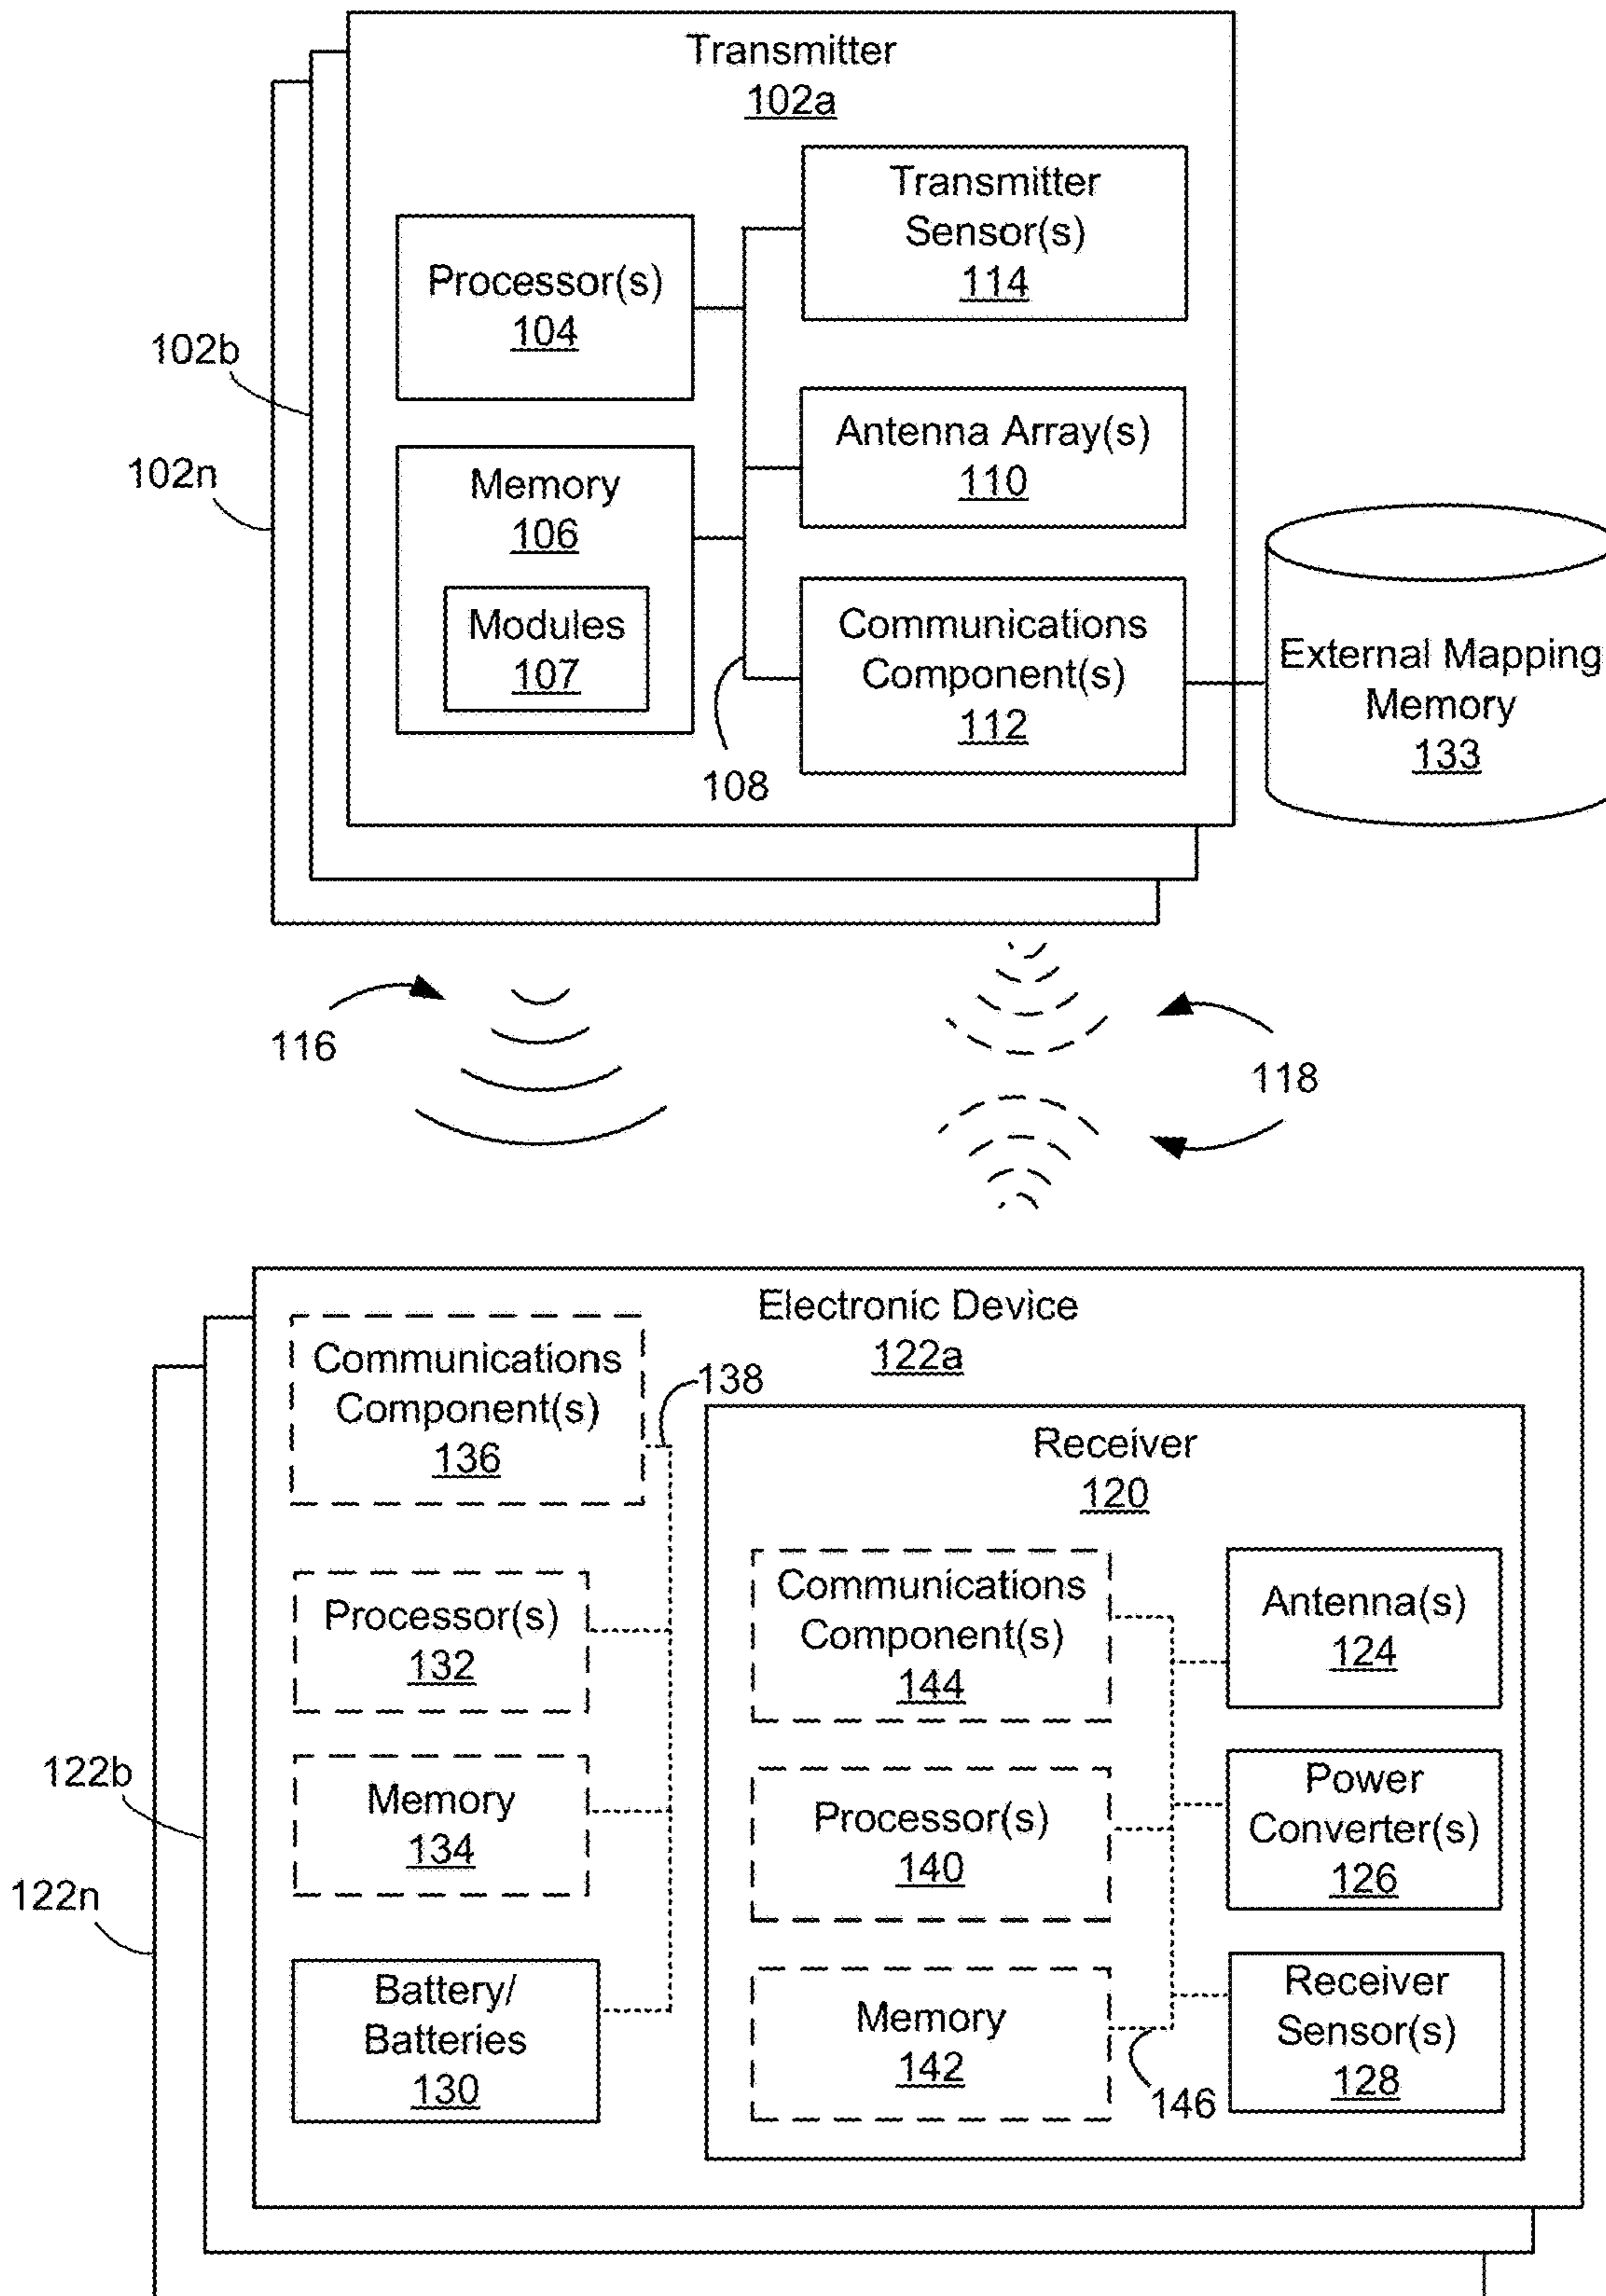 Transmitter
102a
Transmitter
Sensor(s)
114
Processor(s)
104
102b
Antenna Array(s)
110
102n
Memory
106
Modules
107
Communications
Component(s)
112
108
External Mapping
Memory
133
116
118
Electronic Device
122a
Communications
Component(s)
136
138
Receiver
120
Processor(s)
132
Communications
Component(s)
144
Antenna(s)
124
122b
Memory
134
Processor(s)
140
Power
Converter(s)
126
122n
Battery/
Batteries
130
Memory
142
146
Receiver
Sensor(s)
128